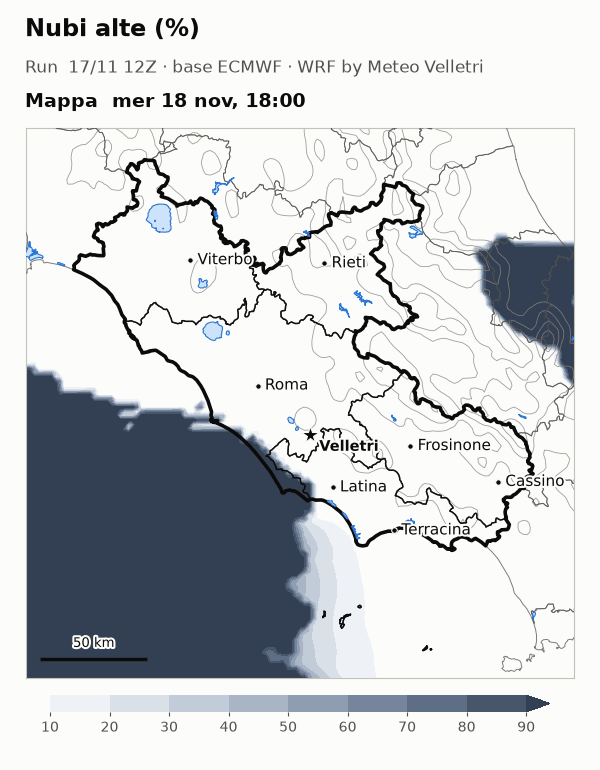 Nubi alte (%)
Run  17/11 12Z · base ECMWF · WRF by Meteo Velletri
Mappa  mer 18 nov, 18:00
Viterbo
Rieti
Roma
Velletri
Frosinone
Latina
Cassino
Terracina
50 km
10 20 30 40 50 60 70 80 90